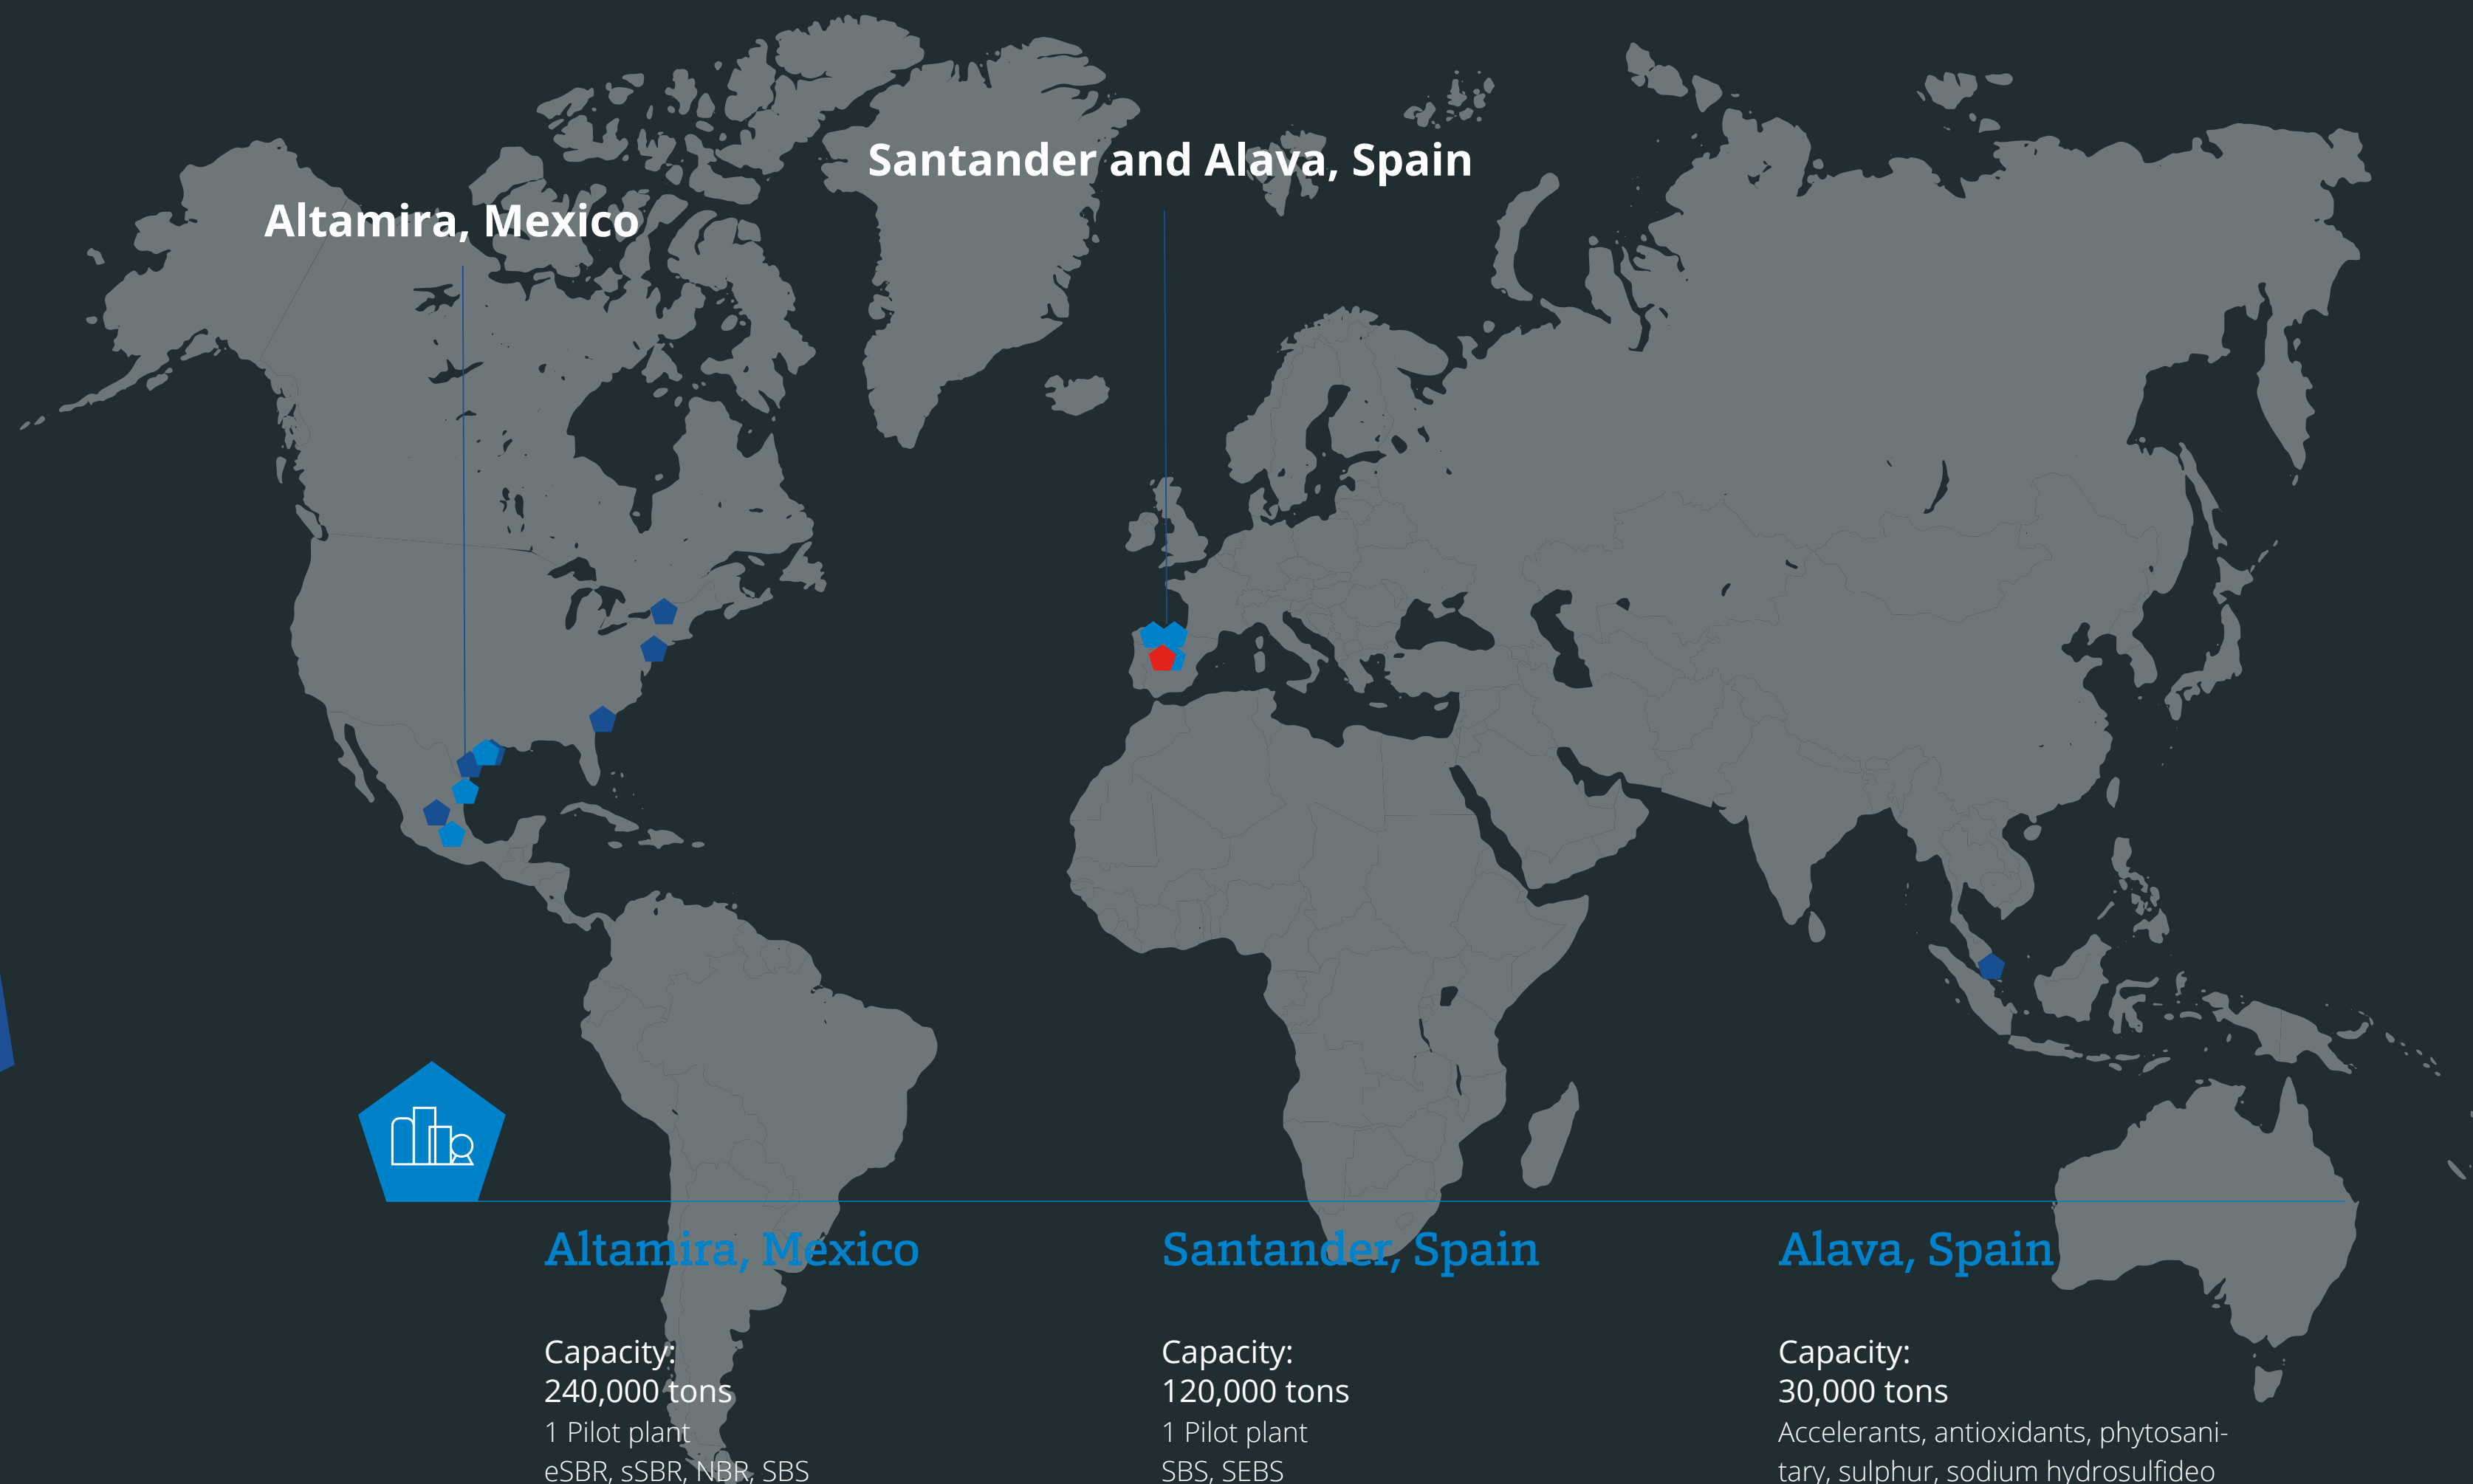 Santander and Alava, Spain
Altamira, Mexico
Altamira, Mexico
Capacity:
240,000 tons
1 Pilot plant
eSBR, sSBR, NBR, SBS
Santander, Spain
Capacity:
120,000 tons
1 Pilot plant
SBS, SEBS
Alava, Spain
Capacity:
30,000 tons
Accelerants, antioxidants, phytosani-
tary, sulphur, sodium hydrosulfideo